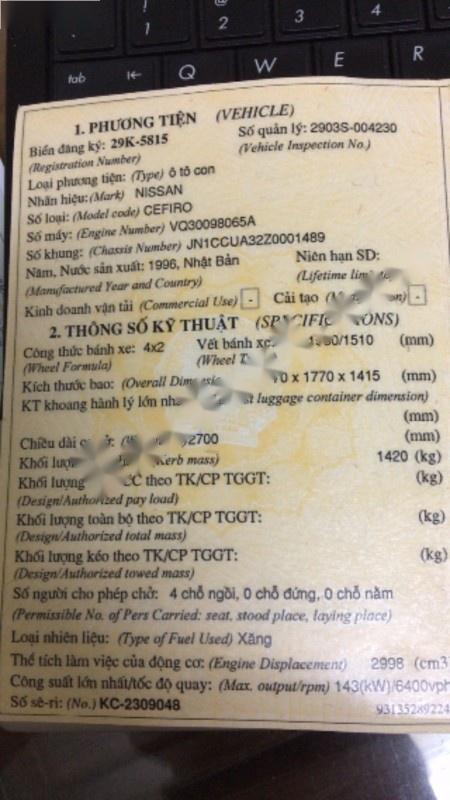 1
2
3
4
tab
Q
W
E
R
1. PHƯƠNG TIỆN (VEHICLE)
Biển đăng ký: 29K-5815 Số quản lý: 2903S-004230
(Registration Number) (Vehicle Inspection No.)
Loại phương tiện: (Type) ô tô con
Nhãn hiệu: (Mark) NISSAN
Số loại: (Model code) CEFIRO
Số máy: (Engine Number) VQ30098065A
Số khung: (Chassis Number) JN1CCUA32Z0001489
Năm, Nước sản xuất: 1996, Nhật Bản Niên hạn SD:
(Manufactured Year and Country) (Lifetime
Kinh doanh vận tải (Commercial Use) - Cải tạo -
2. THÔNG SỐ KỸ THUẬT
Công thức bánh xe: 4x2 Vết bánh /1510 (mm)
(Wheel Formula) (Wheel
Kích thước bao: (Overall x 1770 x 1415 (mm)
KT khoang hành lý lớn luggage container dimension)
(mm)
Chiều dài 2700 (mm)
Khối Kerb mass) 1420 (kg)
Khối lượng theo TK/CP TGGT: (kg)
(Design/Authorized pay load)
Khối lượng toàn bộ theo TK/CP TGGT: (kg)
(Design/Authorized total mass)
Khối lượng kéo theo TK/CP TGGT: (kg)
(Design/Authorized towed mass)
Số người cho phép chở: 4 chỗ ngồi, 0 chỗ đứng, 0 chỗ nằm
(Permissible No. of Pers Carried: seat, stood place, laying place)
Loại nhiên liệu: (Type of Fuel Used) Xăng
Thể tích làm việc của động cơ: (Engine Displacement) 2998 (cm3
Công suất lớn nhất/tốc độ quay: (Max. output/rpm) 143(kW)/6400vph
Số sê-ri: (No.) KC-2309048 93135289224